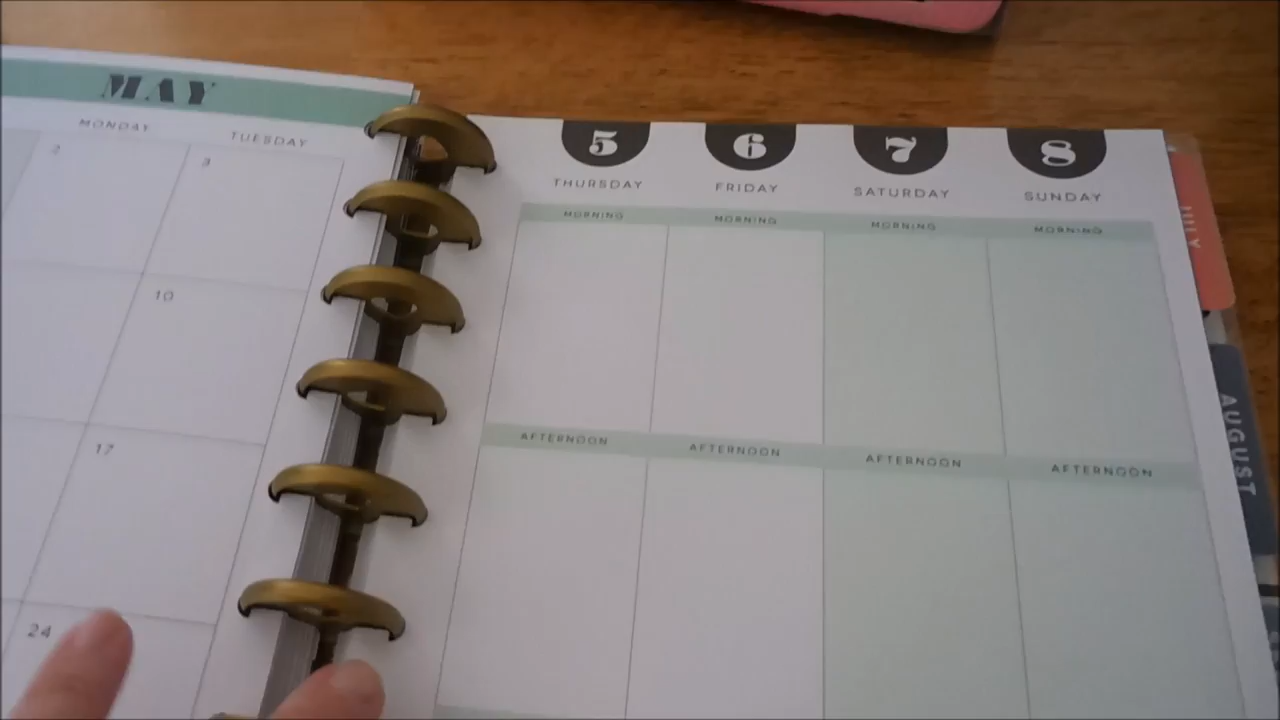 MAY
MONDAY TUESDAY
2 3
10
17
24
5 6 7 8
THURSDAY FRIDAY SATURDAY SUNDAY
MORNING MORNING MORNING MORNING
AFTERNOON AFTERNOON AFTERNOON AFTERNOON
JULY
AUGUST